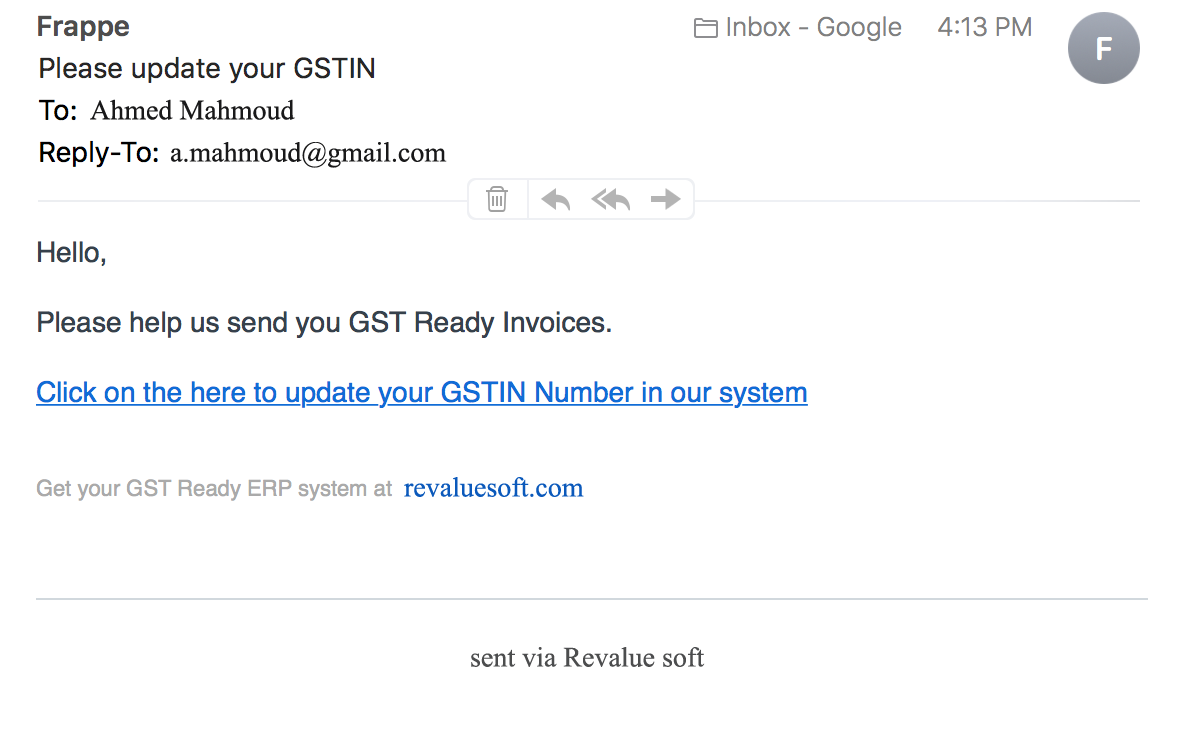 Frappe
Inbox - Google 4:13 PM
F
Please update your GSTIN
To: Ahmed Mahmoud
Reply-To: a.mahmoud@gmail.com
Hello,
Please help us send you GST Ready Invoices.
Click on the here to update your GSTIN Number in our system
Get your GST Ready ERP system at revaluesoft.com
sent via Revalue soft